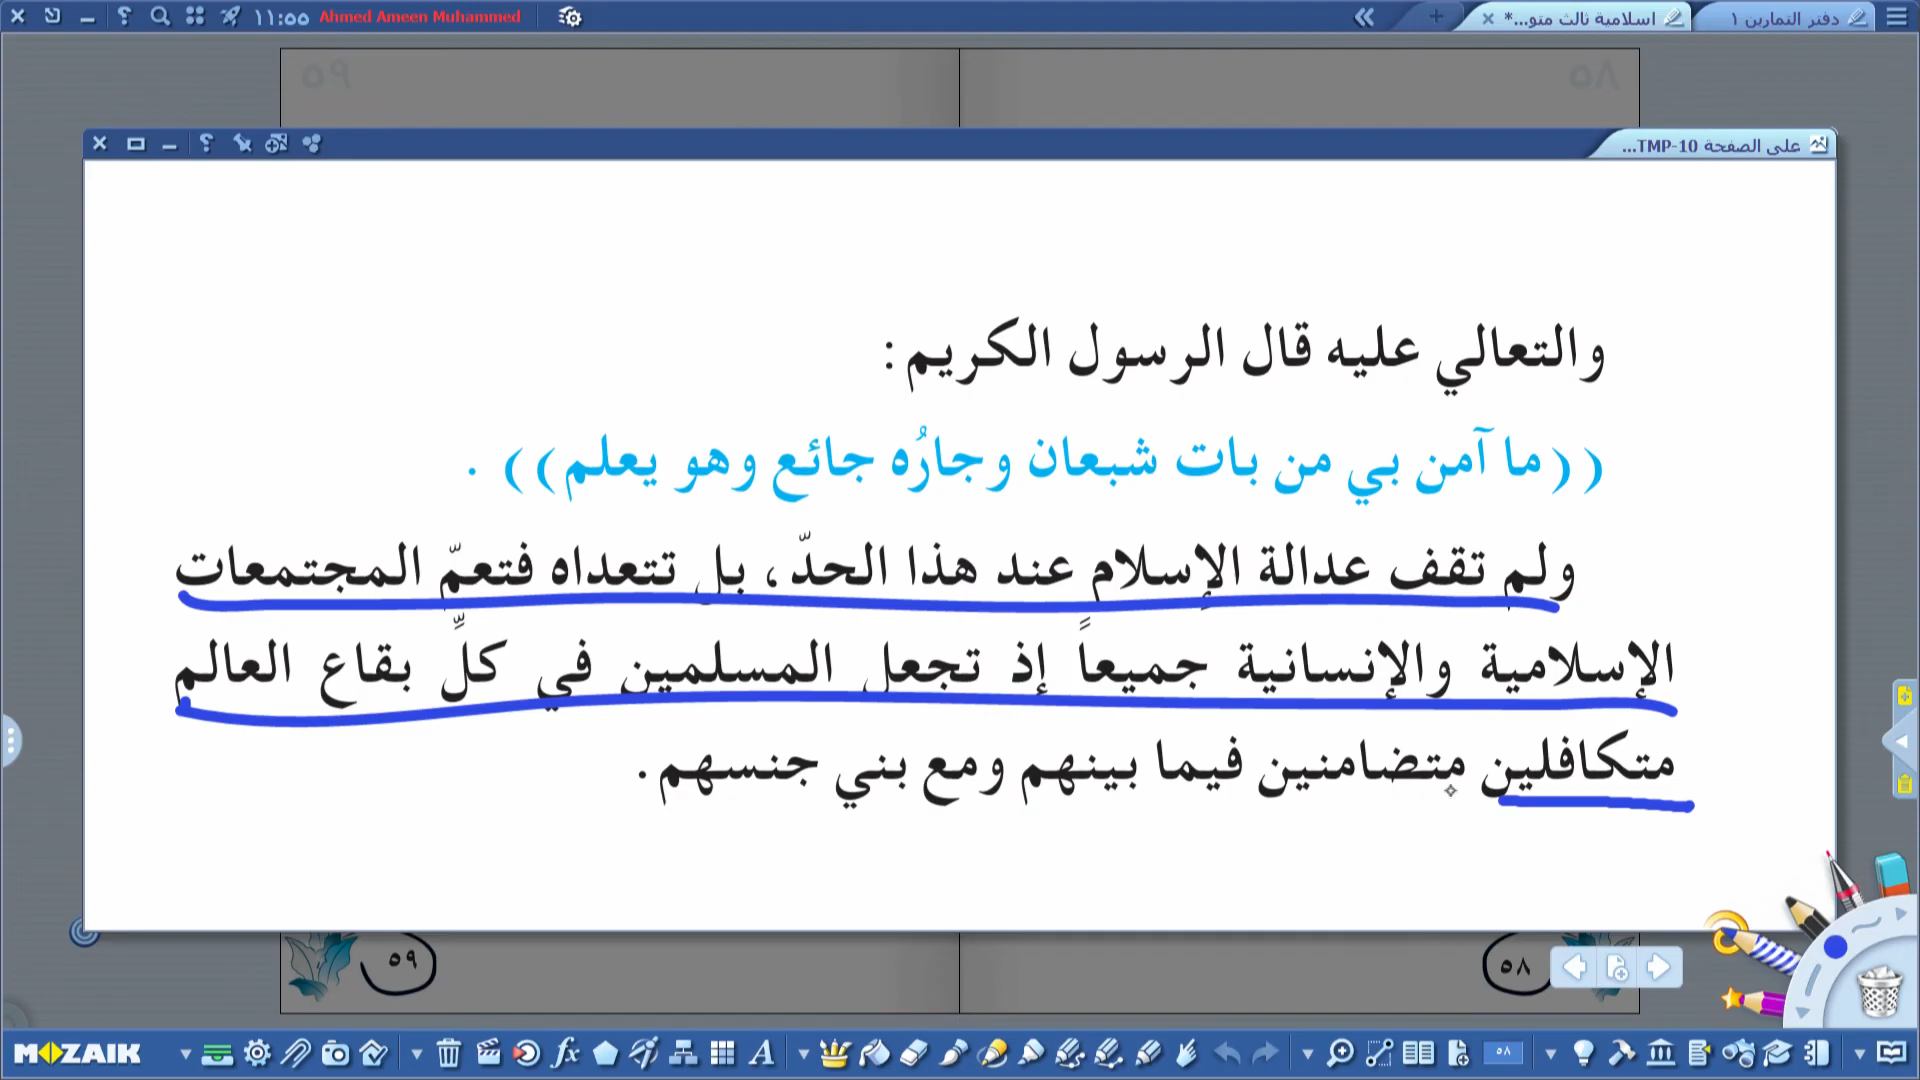 دفتر التمارين ١
اسلامية ثالث متو...*
Ahmed Ameen Muhammed
١١:٥٥
٥٨
٥٩
على الصفحة TMP-10...
والتعالي عليه قال الرسول الكريم :
((ما آمن بي من بات شبعان وجارُه جائع وهو يعلم)) .
ولم تقف عدالة الإسلام عند هذا الحدّ، بل تتعداه فتعمّ المجتمعات
الإسلامية والإنسانية جميعاً إذ تجعل المسلمين في كلِّ بقاع العالم
متكافلين متضامنين فيما بينهم ومع بني جنسهم .
٥٨
٥٩
MOZAIK
٥٨